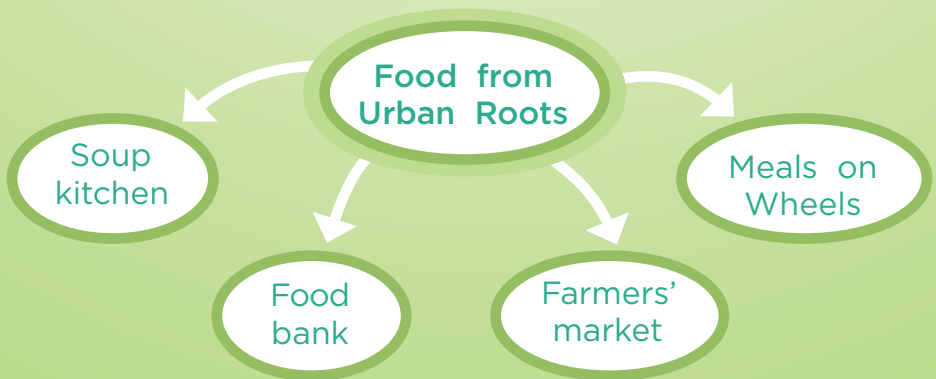 Food from
Urban Roots
Soup
kitchen
Food
bank
Farmers’
market
Meals on
Wheels